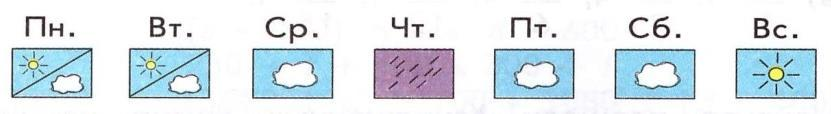 Пн. Вт. Ср. Чт. Пт. Сб. Вс.